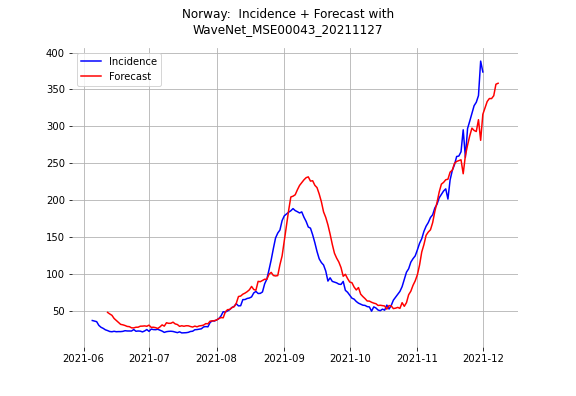 Norway:  Incidence + Forecast with
WaveNet_MSE00043_20211127
400
350
300
250
200
150
100
50
Incidence
Forecast
2021-06 2021-07 2021-08 2021-09 2021-10 2021-11 2021-12